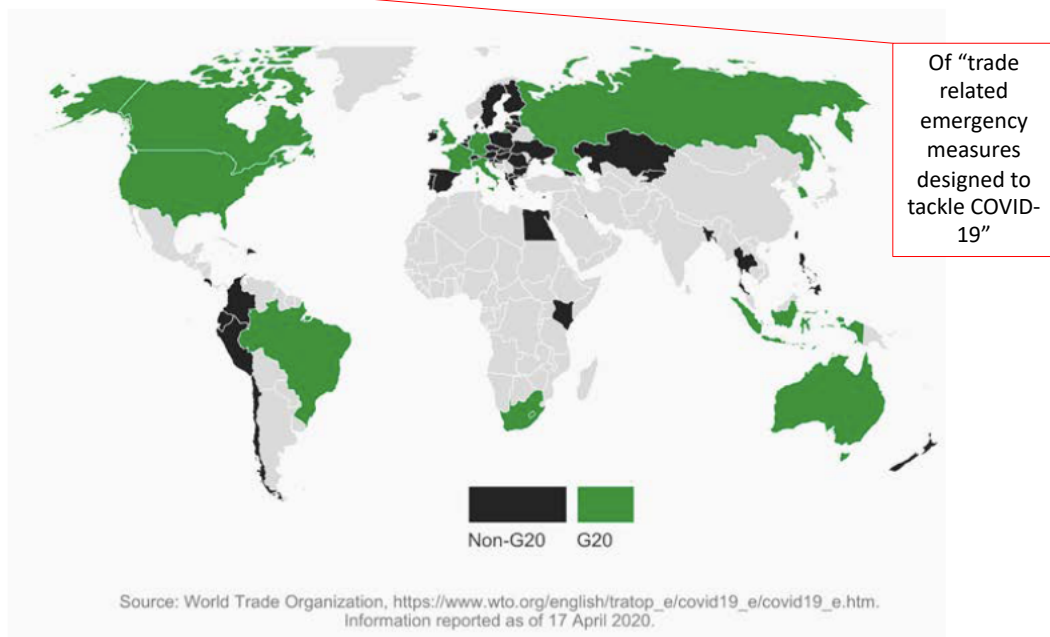 Of “trade
related
emergency
measures
designed to
tackle COVID-
19”
Non-G20 G20
Source: World Trade Organization, https://www.wto.org/english/tratop_e/covid19_e/covid19_e.htm.
Information reported as of 17 April 2020.